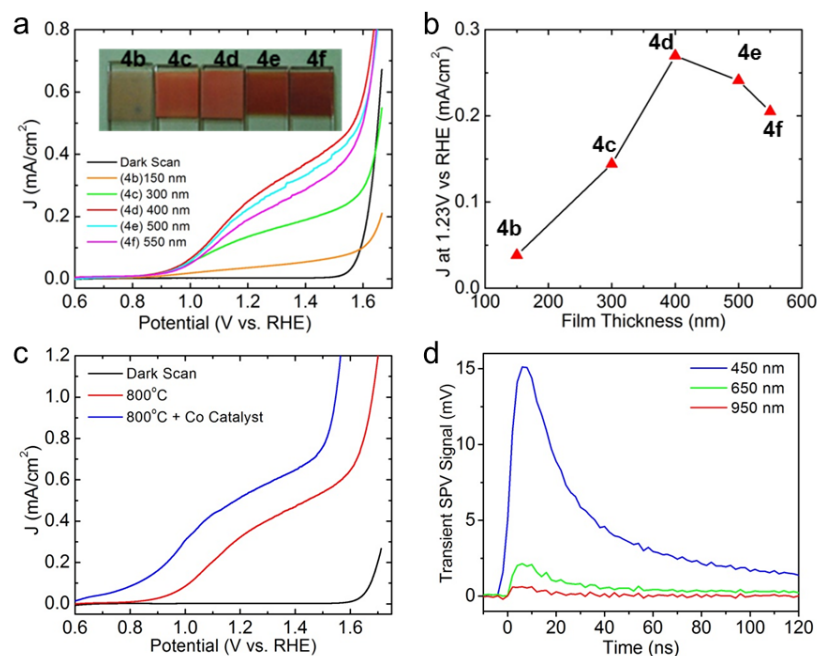 a
4b 4c 4d 4e 4f
Dark Scan
(4b)150 nm
(4c) 300 nm
(4d) 400 nm
(4e) 500 nm
(4f) 550 nm
J (mA/cm²)
0.8
0.6
0.4
0.2
0.0
0.6 0.8 1.0 1.2 1.4 1.6
Potential (V vs. RHE)
b
4b
4c
4d
4e
4f
J at 1.23V vs RHE (mA/cm²)
0.3
0.2
0.1
0.0
100 200 300 400 500 600
Film Thickness (nm)
c
Dark Scan
800°C
800°C + Co Catalyst
J (mA/cm²)
1.2
1.0
0.8
0.6
0.4
0.2
0.0
0.6 0.8 1.0 1.2 1.4 1.6
Potential (V vs. RHE)
d
450 nm
650 nm
950 nm
Transient SPV Signal (mV)
15
10
5
0
0 20 40 60 80 100 120
Time (ns)